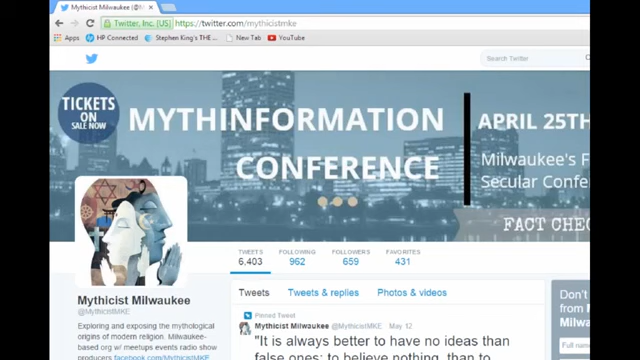 Mythicist Milwaukee (@M
Twitter, Inc. [US] https://twitter.com/mythicistmke
Apps HP Connected Stephen King's THE ... New Tab YouTube
Search Twitter
TICKETS
ON
SALE NOW
MYTHINFORMATION
CONFERENCE
APRIL 25TH
Milwaukee's F
Secular Confe
FACT CHEC
TWEETS FOLLOWING FOLLOWERS FAVORITES
6,403 962 659 431
Mythicist Milwaukee
@MythicistMKE
Exploring and exposing the mythological
origins of modern religion. Milwaukee-
based org w/ meetups events radio show
producers facebook.com/MythicistMKE
Tweets Tweets & replies Photos & videos
Pinned Tweet
Mythicist Milwaukee @MythicistMKE May 12
"It is always better to have no ideas than
false ones; to believe nothing, than to
Don't
from M
Milwa
Full name